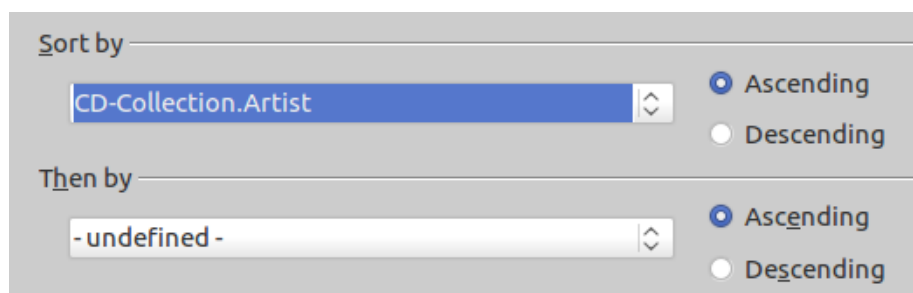 Sort by
CD-Collection.Artist
Ascending
Descending
Then by
- undefined -
Ascending
Descending